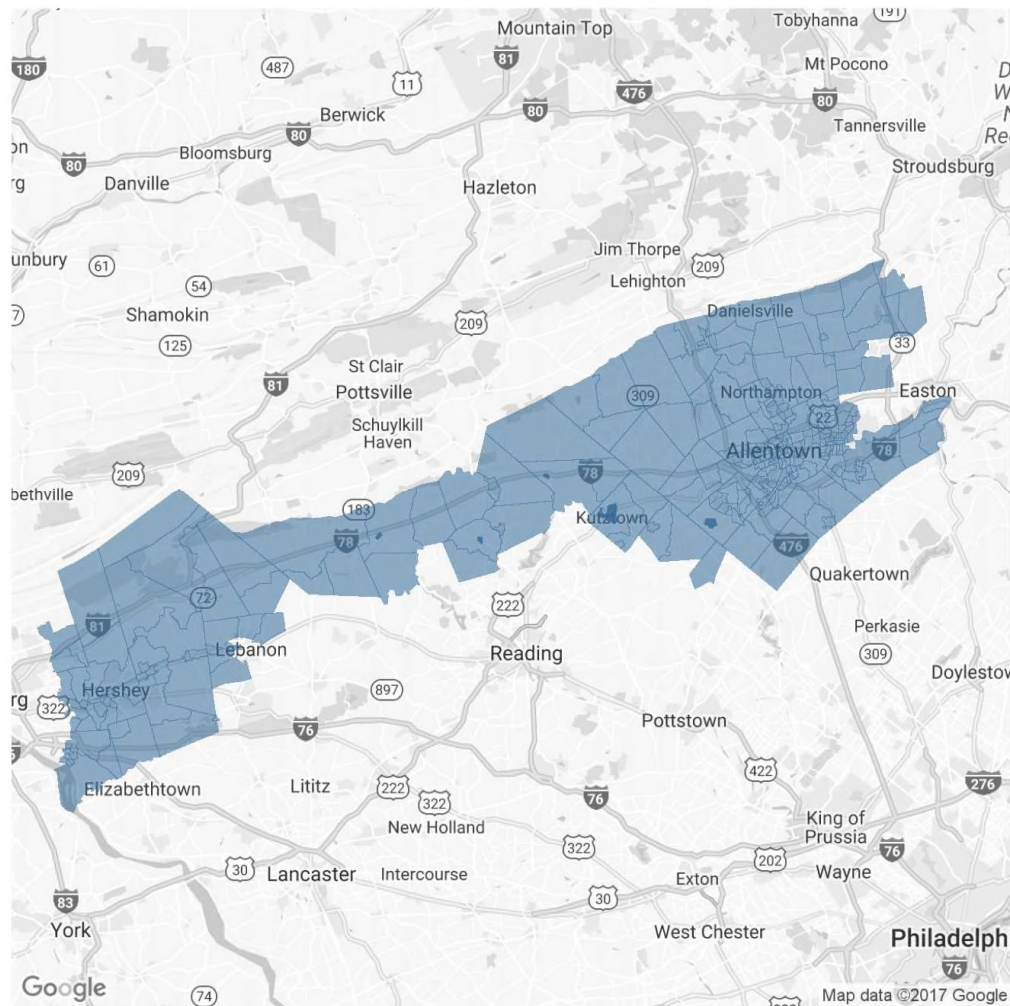 Tobyhanna
191
Mountain Top
81
Mt Pocono
180
487
11
476
80
80
Berwick
80
Tannersville
Bloomsburg
80
Stroudsburg
Danville
Hazleton
Jim Thorpe
unbury
61
209
Lehighton
54
Shamokin
209
Danielsville
125
33
St Clair
81
Pottsville
309
Northampton
Easton
Schuylkill
Haven
22
Allentown
78
209
78
bethville
183
Kutztown
78
476
Quakertown
72
222
81
Perkasie
Lebanon
Reading
309
Doylestow
Hershey
897
rg
322
Pottstown
76
422
Elizabethtown
Lititz
222
276
322
76
King of
Prussia
New Holland
322
76
202
30
Lancaster
Intercourse
Exton
Wayne
83
30
York
West Chester
Philadelph
76
Google
74
Map data ©2017 Google